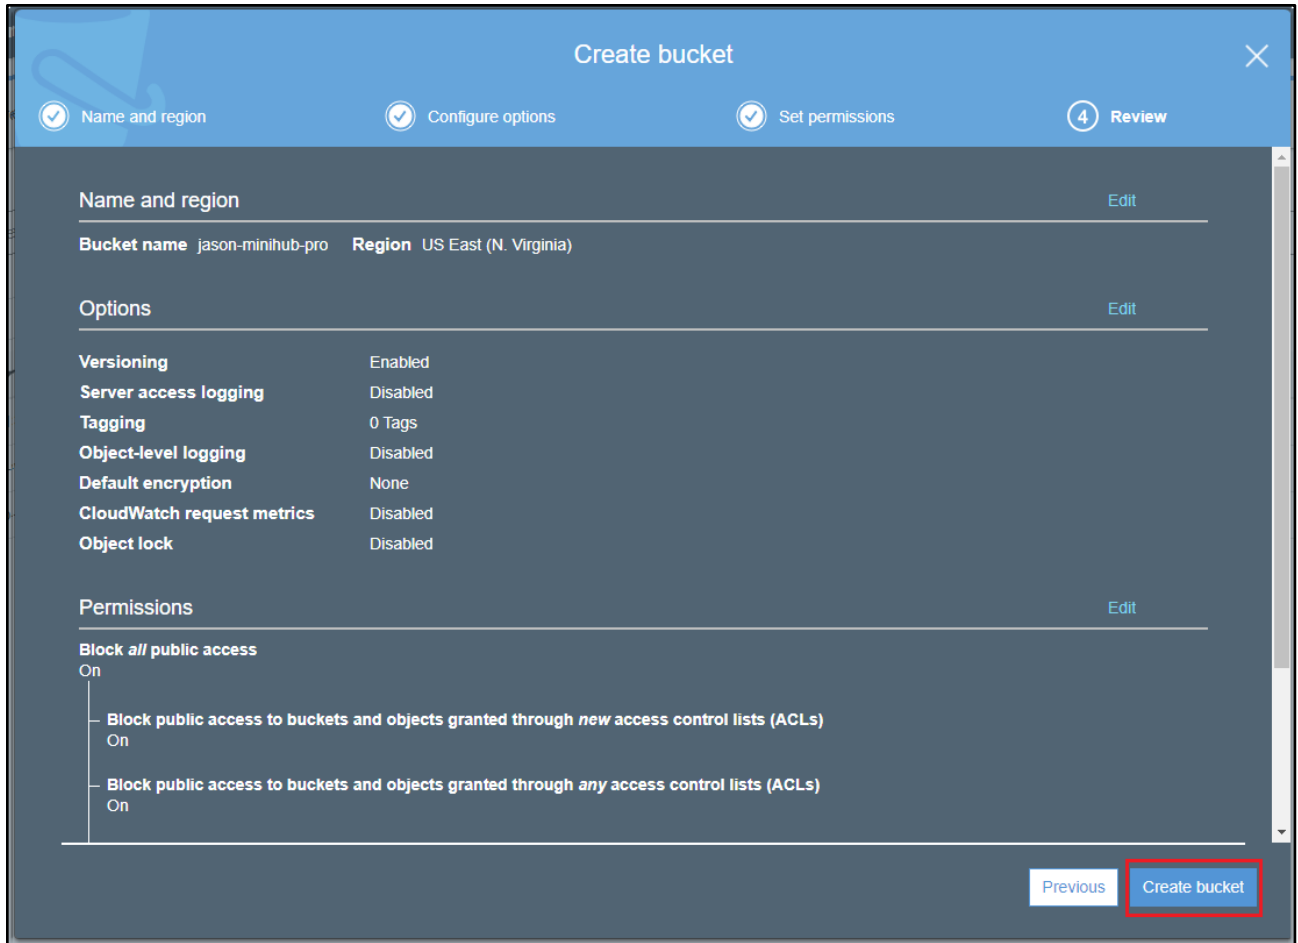 Create bucket
Name and region
Configure options
Set permissions
4 Review
Name and region Edit
Bucket name jason-minihub-pro Region US East (N. Virginia)
Options Edit
Versioning Enabled
Server access logging Disabled
Tagging 0 Tags
Object-level logging Disabled
Default encryption None
CloudWatch request metrics Disabled
Object lock Disabled
Permissions Edit
Block all public access
On
Block public access to buckets and objects granted through new access control lists (ACLs)
On
Block public access to buckets and objects granted through any access control lists (ACLs)
On
Previous Create bucket